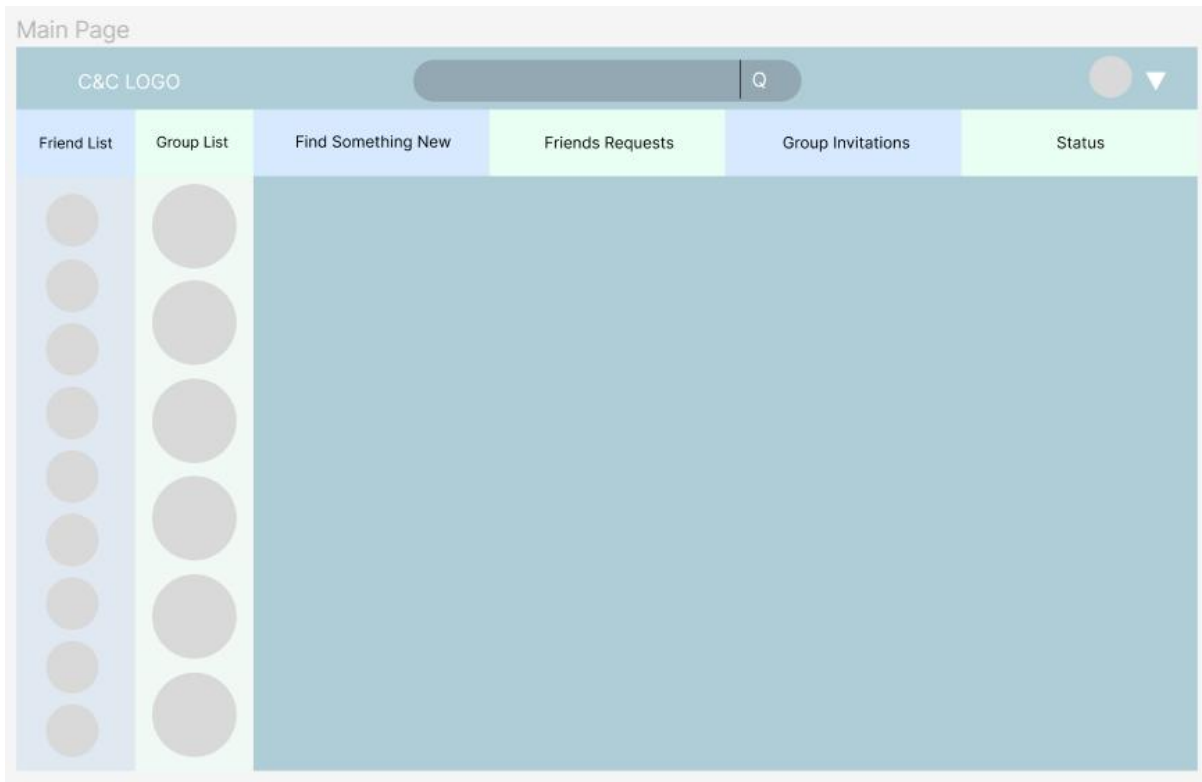 Main Page
C&C LOGO
Q
Friend List
Group List
Find Something New
Friends Requests
Group Invitations
Status